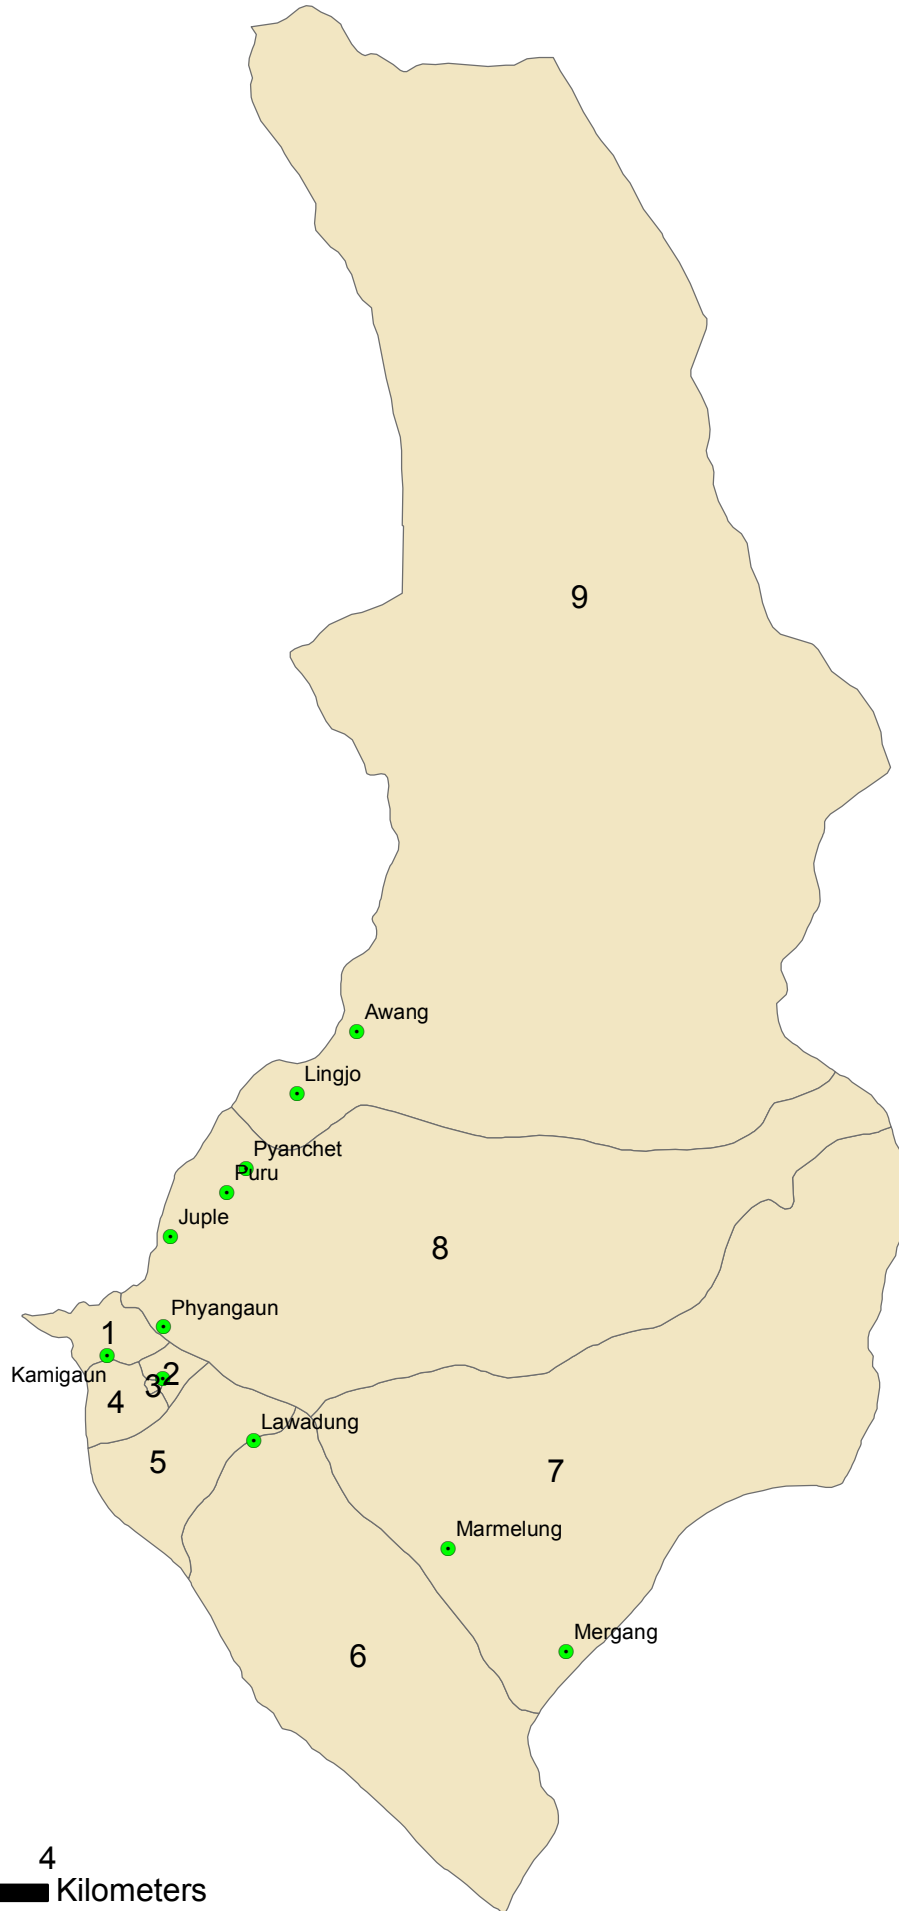 9
Awang
Lingjo
Pyanchet
Puru
Juple
8
Phyangaun
1
Kamigaun
2
3
4
Lawadung
5
7
Marmelung
Mergang
6
4
Kilometers